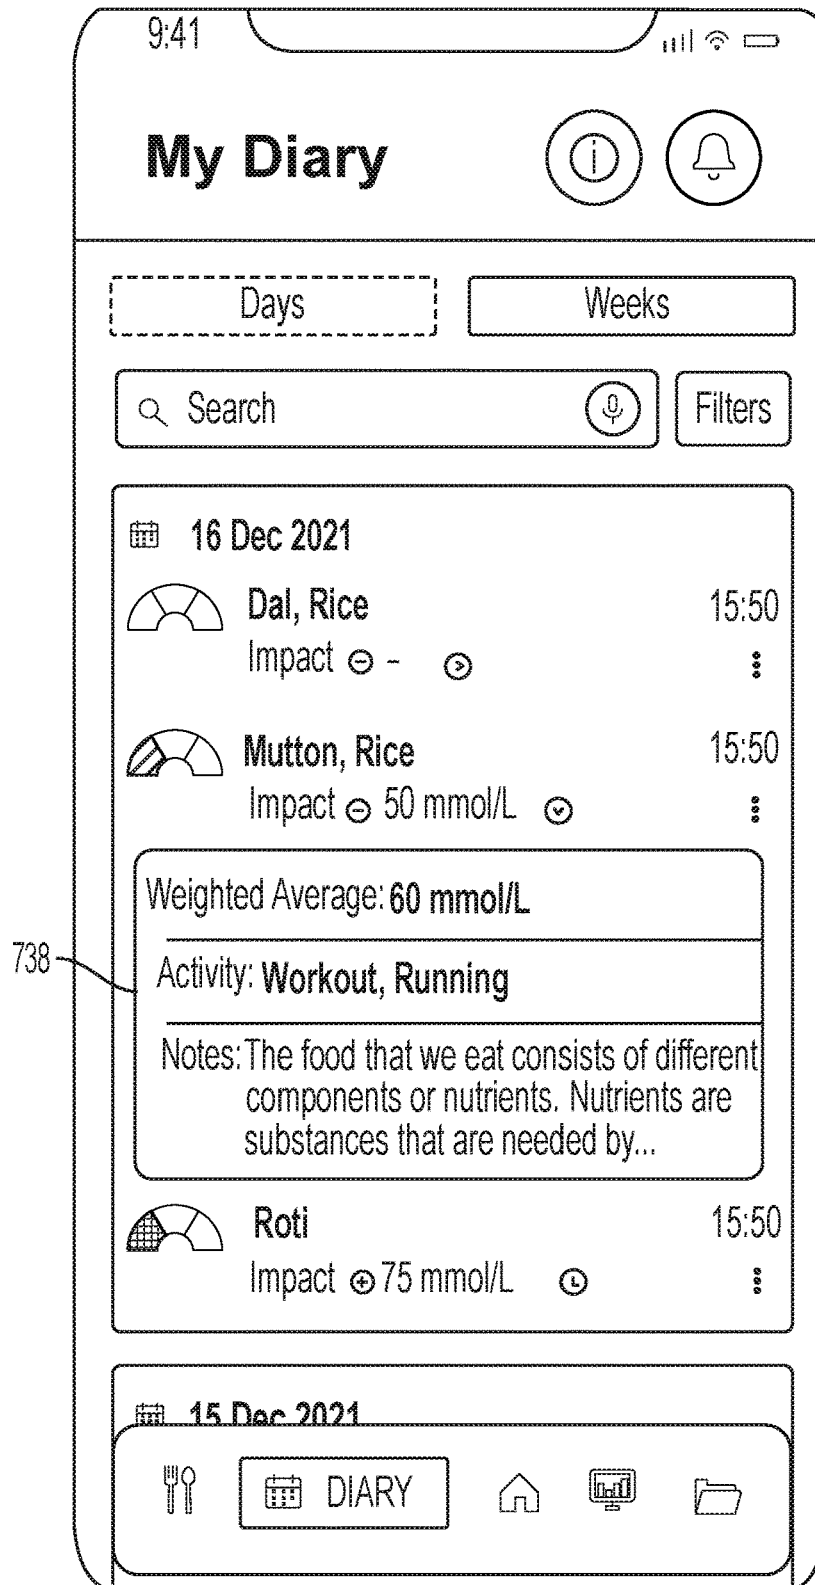 9:41
My Diary
Days
Weeks
Search
Filters
16 Dec 2021
Dal, Rice 15:50
Impact ⊖ -
Mutton, Rice 15:50
Impact ⊖ 50 mmol/L
Weighted Average: 60 mmol/L
738
Activity: Workout, Running
Notes: The food that we eat consists of different
components or nutrients. Nutrients are
substances that are needed by...
Roti 15:50
Impact ⊕ 75 mmol/L
15 Dec 2021
DIARY